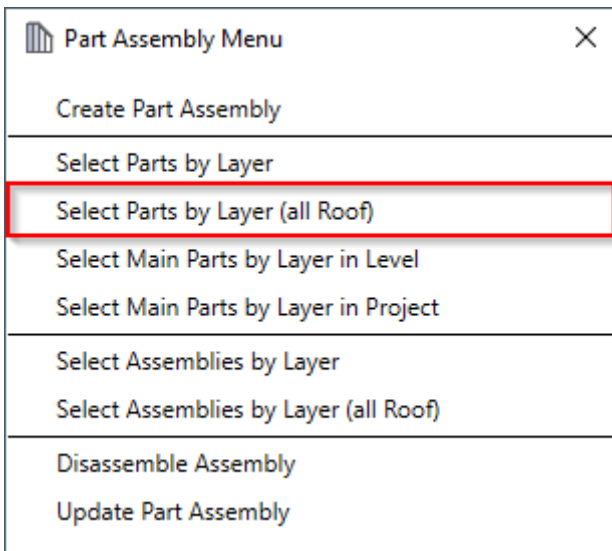 Part Assembly Menu
Create Part Assembly
Select Parts by Layer
Select Parts by Layer (all Roof)
Select Main Parts by Layer in Level
Select Main Parts by Layer in Project
Select Assemblies by Layer
Select Assemblies by Layer (all Roof)
Disassemble Assembly
Update Part Assembly